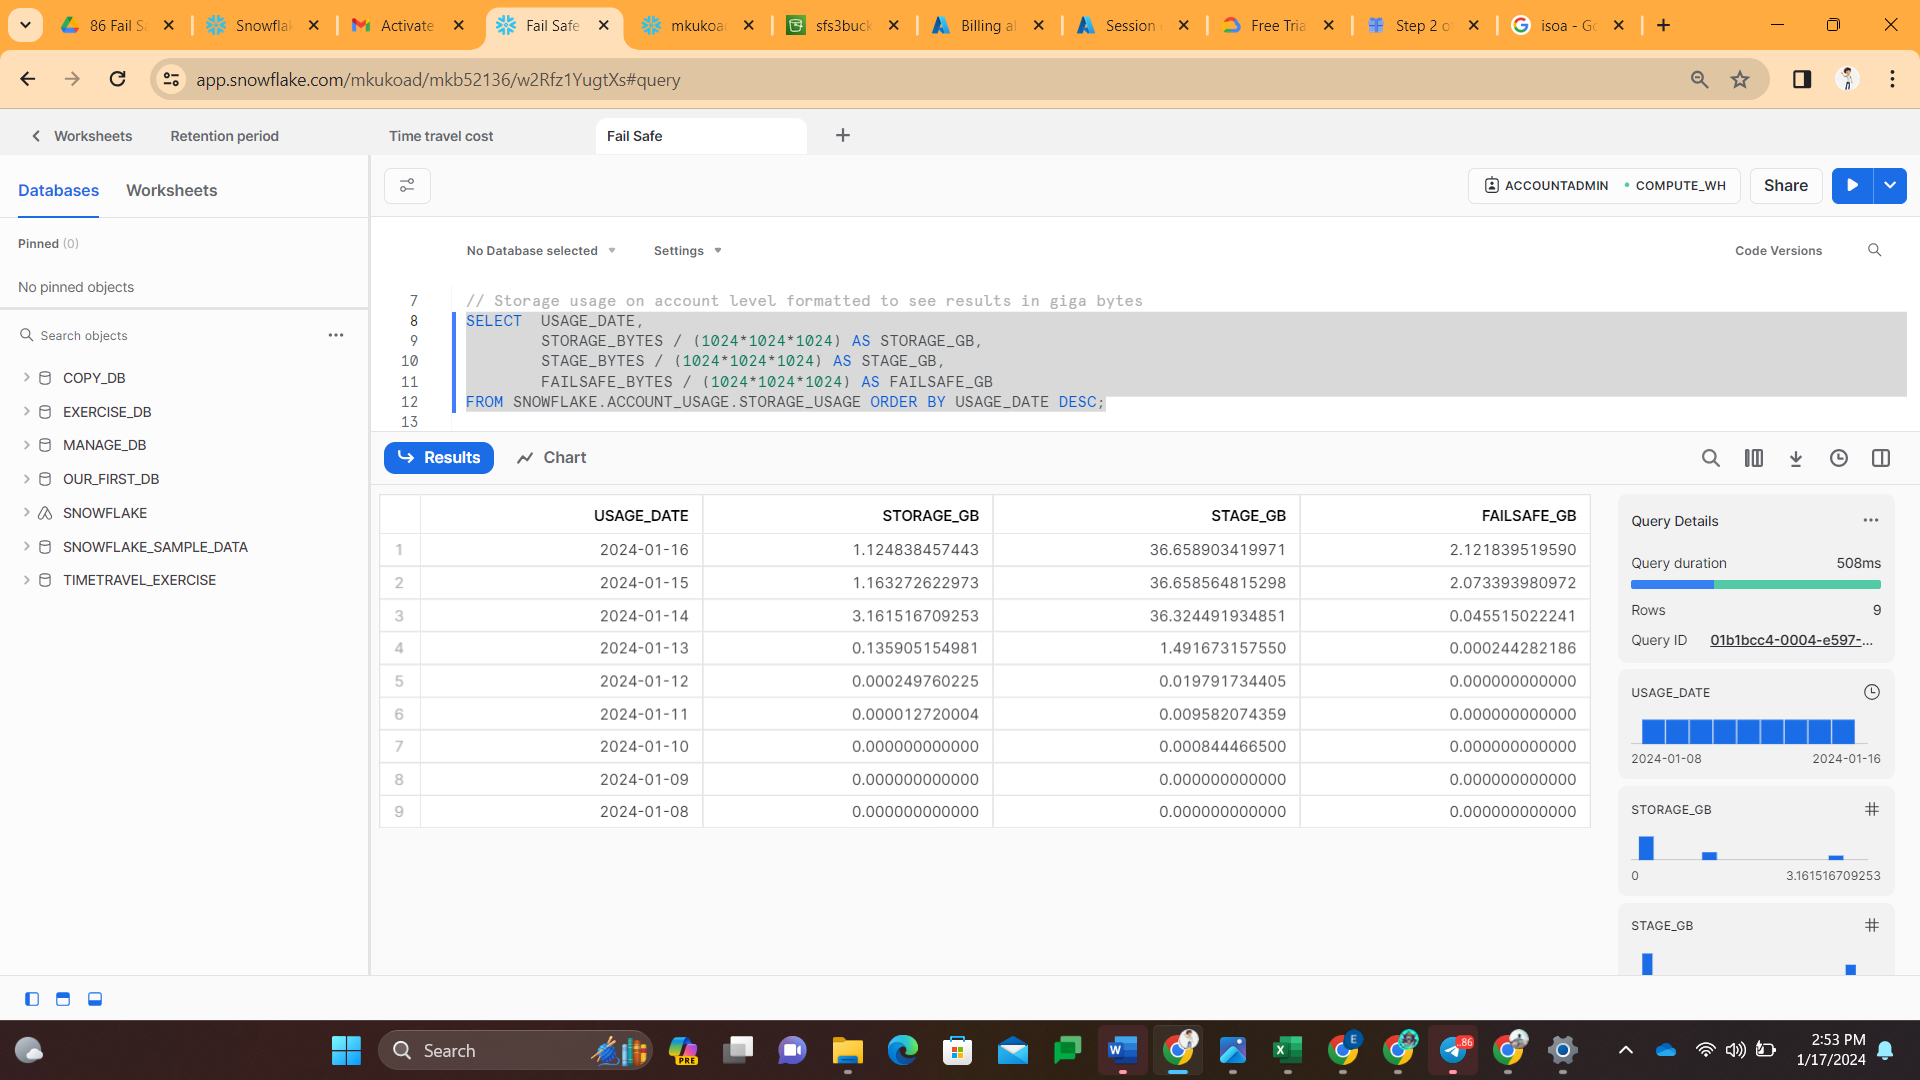 86 Fail Sa
Snowflak
Activate
Fail Safe
mkukoad
sfs3buck
Billing al
Session
Free Tria
Step 2 o
isoa - Go
app.snowflake.com/mkukoad/mkb52136/w2Rfz1YugtXs#query
Worksheets
Retention period
Time travel cost
Fail Safe
Databases
Worksheets
ACCOUNTADMIN
COMPUTE_WH
Share
Pinned (0)
No pinned objects
No Database selected
Settings
Code Versions
Search objects
COPY_DB
EXERCISE_DB
MANAGE_DB
OUR_FIRST_DB
SNOWFLAKE
SNOWFLAKE_SAMPLE_DATA
TIMETRAVEL_EXERCISE
7 // Storage usage on account level formatted to see results in giga bytes
8 SELECT USAGE_DATE,
9 STORAGE_BYTES / (1024*1024*1024) AS STORAGE_GB,
10 STAGE_BYTES / (1024*1024*1024) AS STAGE_GB,
11 FAILSAFE_BYTES / (1024*1024*1024) AS FAILSAFE_GB
12 FROM SNOWFLAKE.ACCOUNT_USAGE.STORAGE_USAGE ORDER BY USAGE_DATE DESC;
13
Results
Chart
USAGE_DATE STORAGE_GB STAGE_GB FAILSAFE_GB
1 2024-01-16 1.124838457443 36.658903419971 2.121839519590
2 2024-01-15 1.163272622973 36.658564815298 2.073393980972
3 2024-01-14 3.161516709253 36.324491934851 0.045515022241
4 2024-01-13 0.135905154981 1.491673157550 0.000244282186
5 2024-01-12 0.000249760225 0.019791734405 0.000000000000
6 2024-01-11 0.000012720004 0.009582074359 0.000000000000
7 2024-01-10 0.000000000000 0.000844466500 0.000000000000
8 2024-01-09 0.000000000000 0.000000000000 0.000000000000
9 2024-01-08 0.000000000000 0.000000000000 0.000000000000
Query Details
Query duration 508ms
Rows 9
Query ID 01b1bcc4-0004-e597-...
USAGE_DATE
2024-01-08 2024-01-16
STORAGE_GB
0 3.161516709253
STAGE_GB
Search
PRE
E
86
2:53 PM
1/17/2024